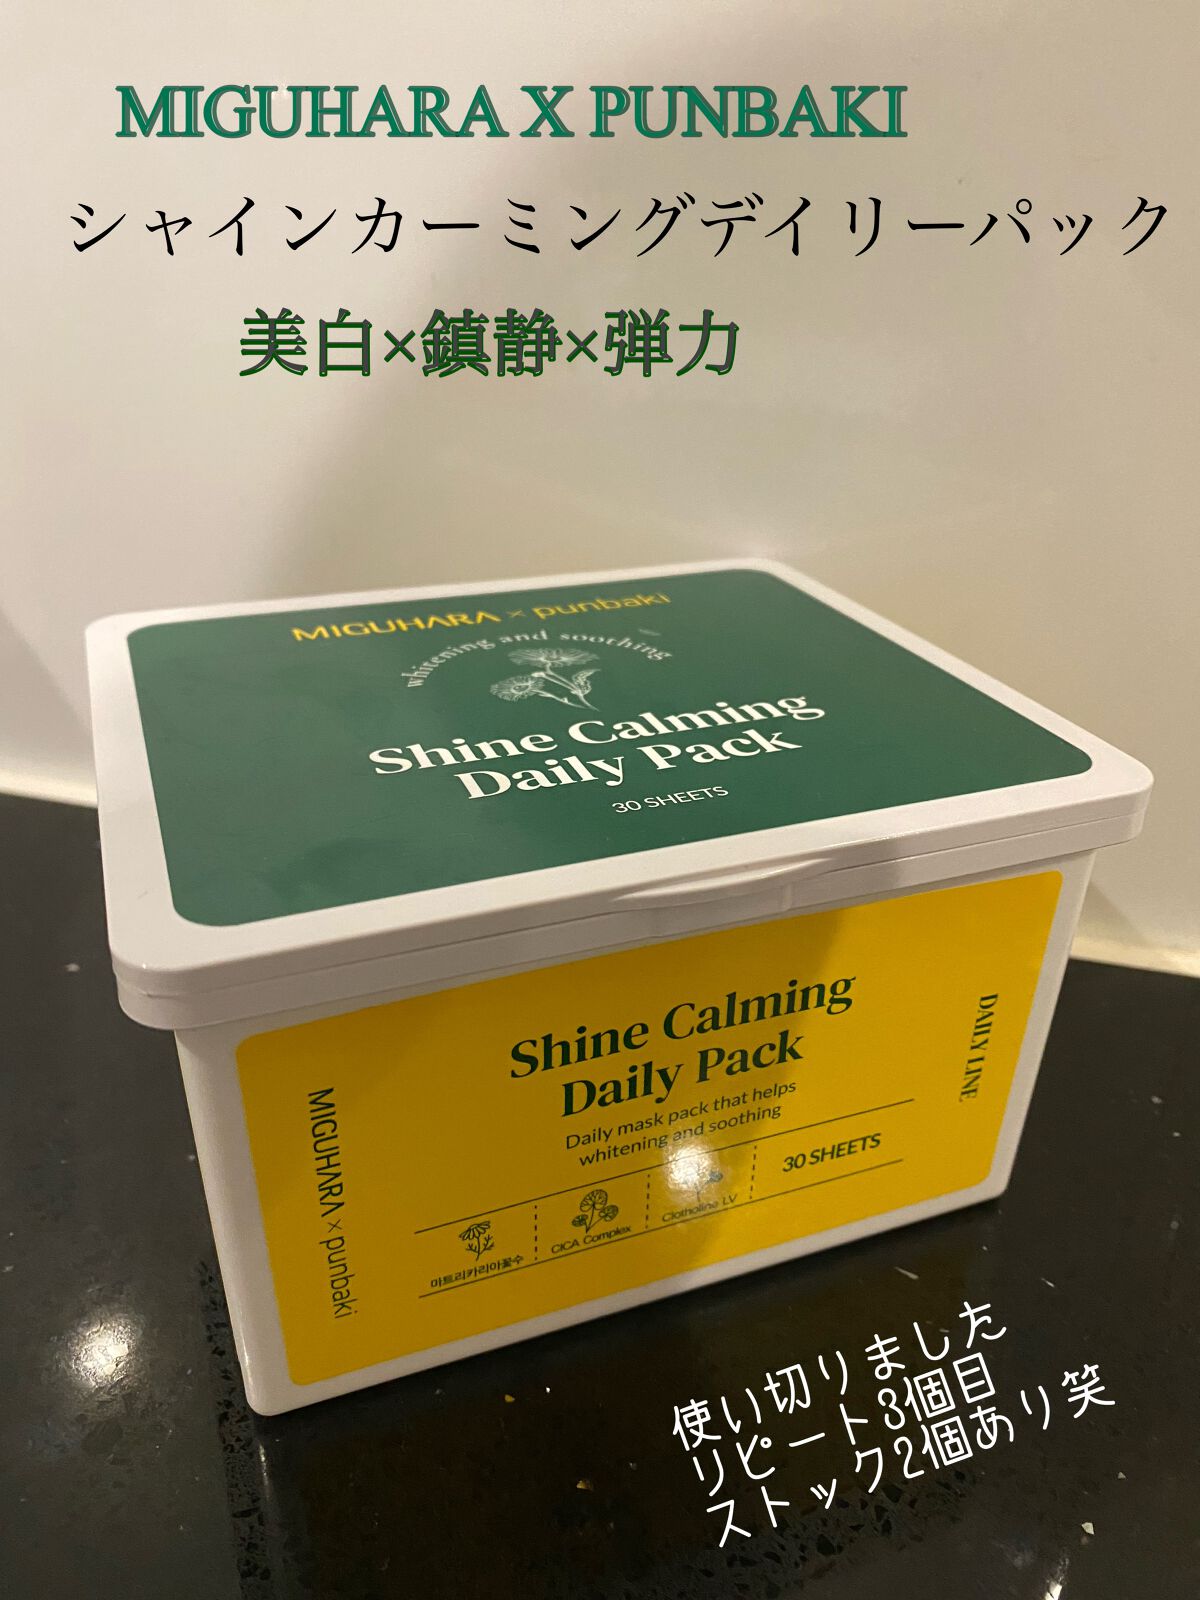 MIGUHARA X PUNBAKI
シャインカーミングデイリーパック
美白×鎮静×弾力
MIGUHARA × punbaki
whitening and soothing
Shine Calming
Daily Pack
30 SHEETS
Shine Calming
Daily Pack
Daily mask pack that helps
whitening and soothing
DAILY LINE
MIGUHARA × punbaki
마트리카리아꽃수
CICA Complex
Clotholine LV
30 SHEETS
使い切りました
リピート3個目
ストック2個あり笑